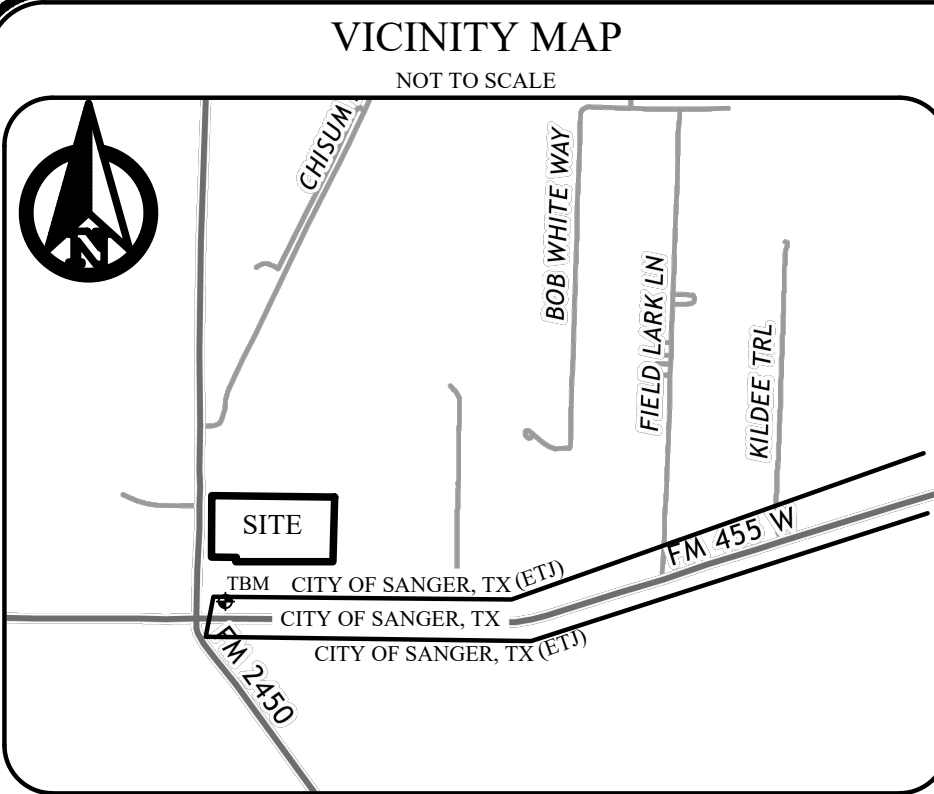 VICINITY MAP
NOT TO SCALE
N
CHISUM
BOB WHITE WAY
FIELD LARK LN
KILDEE TRL
SITE
FM 455 W
TBM
CITY OF SANGER, TX (ETJ)
CITY OF SANGER, TX
CITY OF SANGER, TX (ETJ)
FM 2450